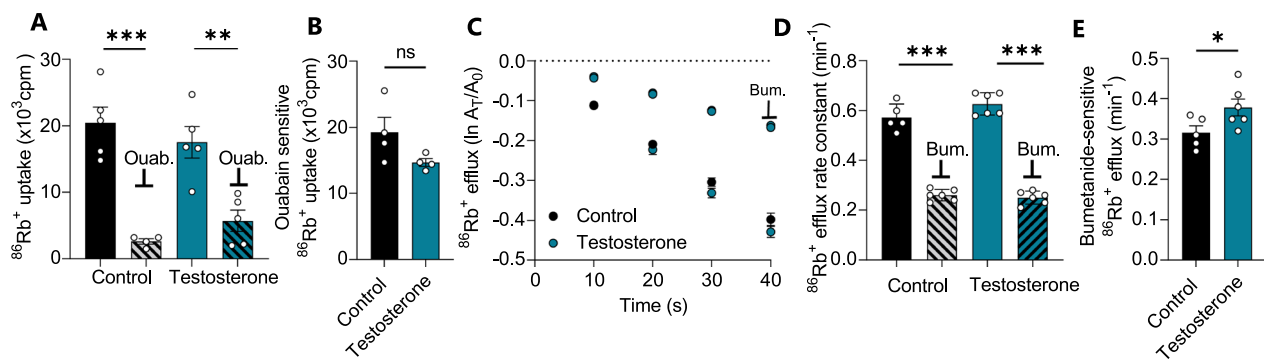 A
***
**
⁸⁶Rb⁺ uptake (x10³cpm)
30
20
10
0
Ouab.
Ouab.
Control
Testosterone
B
ns
Ouabain sensitive
⁸⁶Rb⁺ uptake (x10³cpm)
30
20
10
0
Control
Testosterone
C
⁸⁶Rb⁺ efflux (ln A_T/A_0)
0.0
-0.1
-0.2
-0.3
-0.4
-0.5
Bum.
Control
Testosterone
0
10
20
30
40
Time (s)
D
***
***
⁸⁶Rb⁺ efflux rate constant (min⁻¹)
0.8
0.6
0.4
0.2
0.0
Bum.
Bum.
Control
Testosterone
E
*
Bumetanide-sensitive
⁸⁶Rb⁺ efflux (min⁻¹)
0.5
0.4
0.3
0.2
0.1
0.0
Control
Testosterone